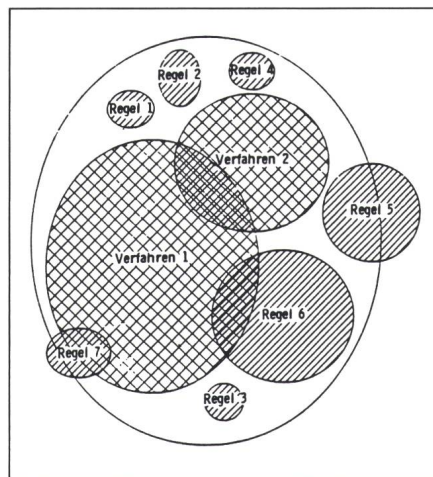 Regel 4
Regel 2
Regel 1
Verfahren 2
Regel 5
Verfahren 1
Regel 6
Regel 7
Regel 3